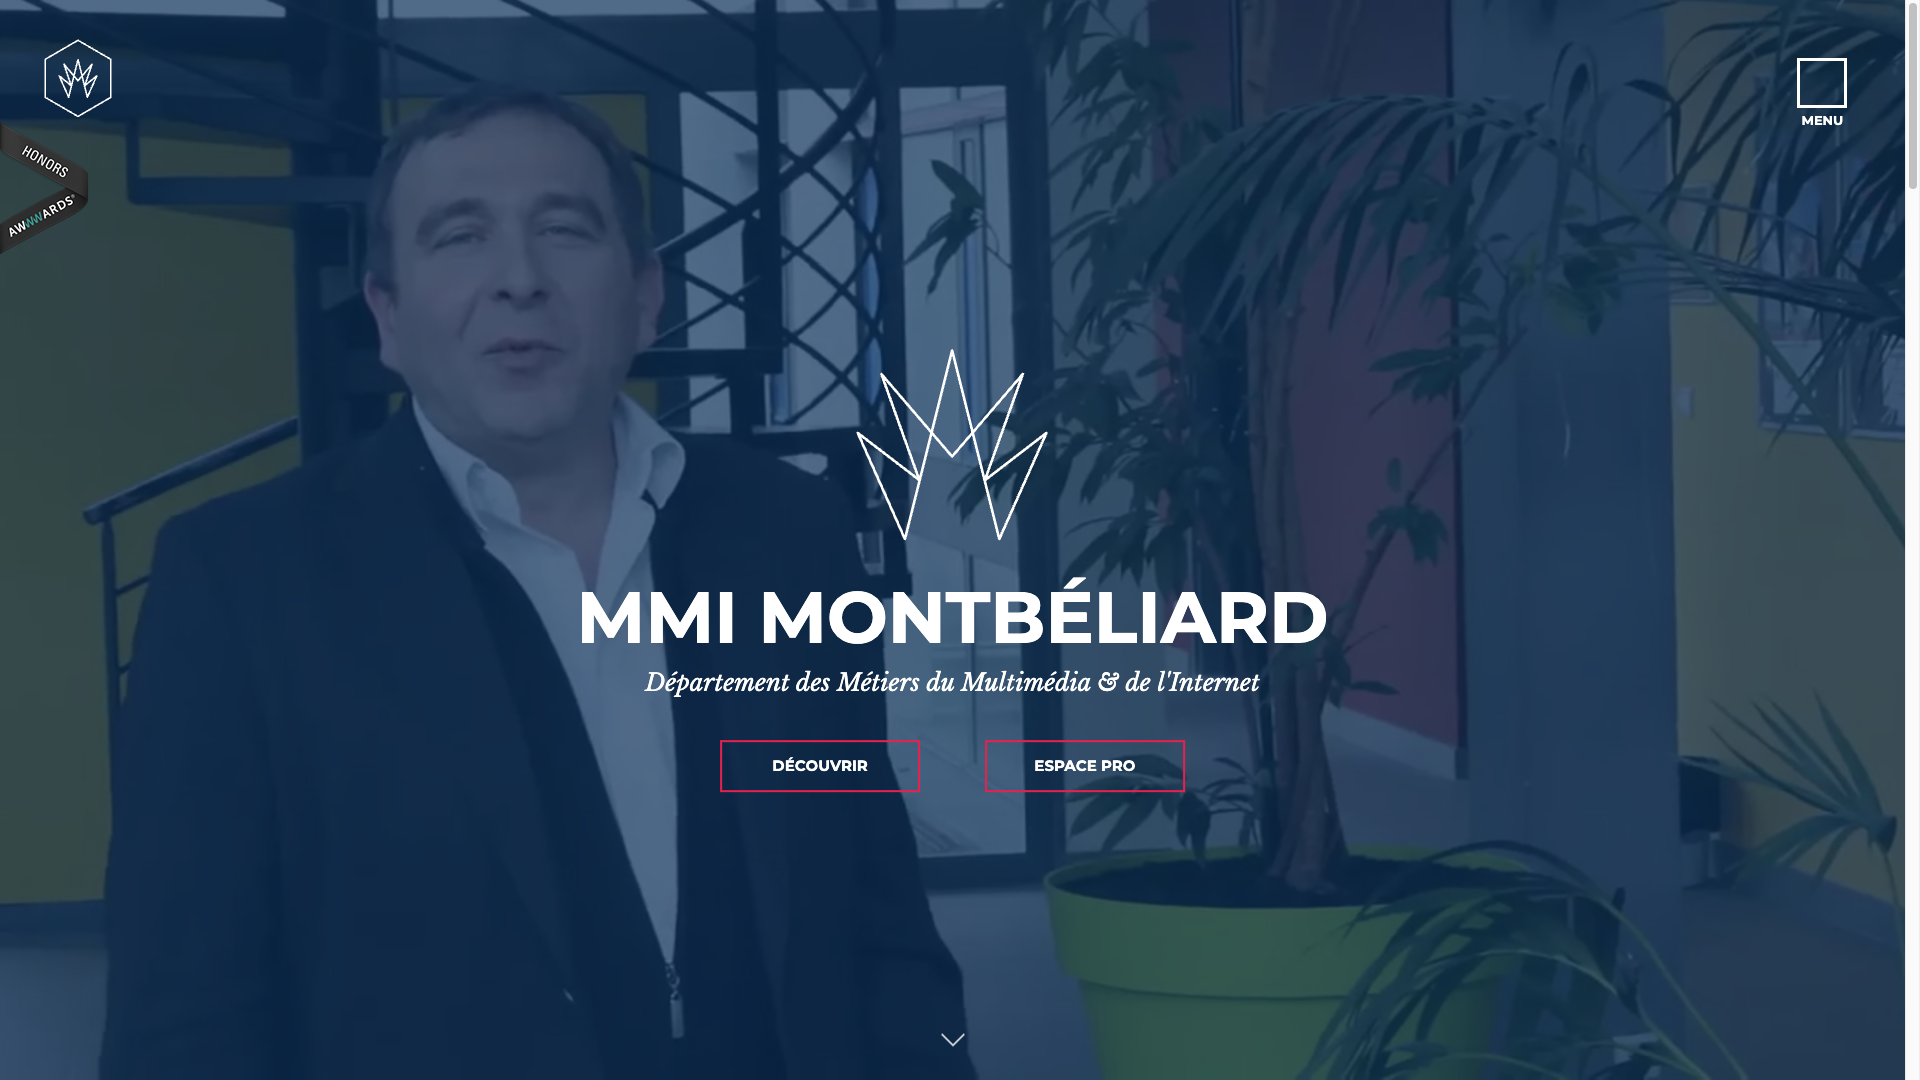 MENU
HONORS
AWWWARDS®
MMI MONTBÉLIARD
Département des Métiers du Multimédia & de l'Internet
DÉCOUVRIR
ESPACE PRO